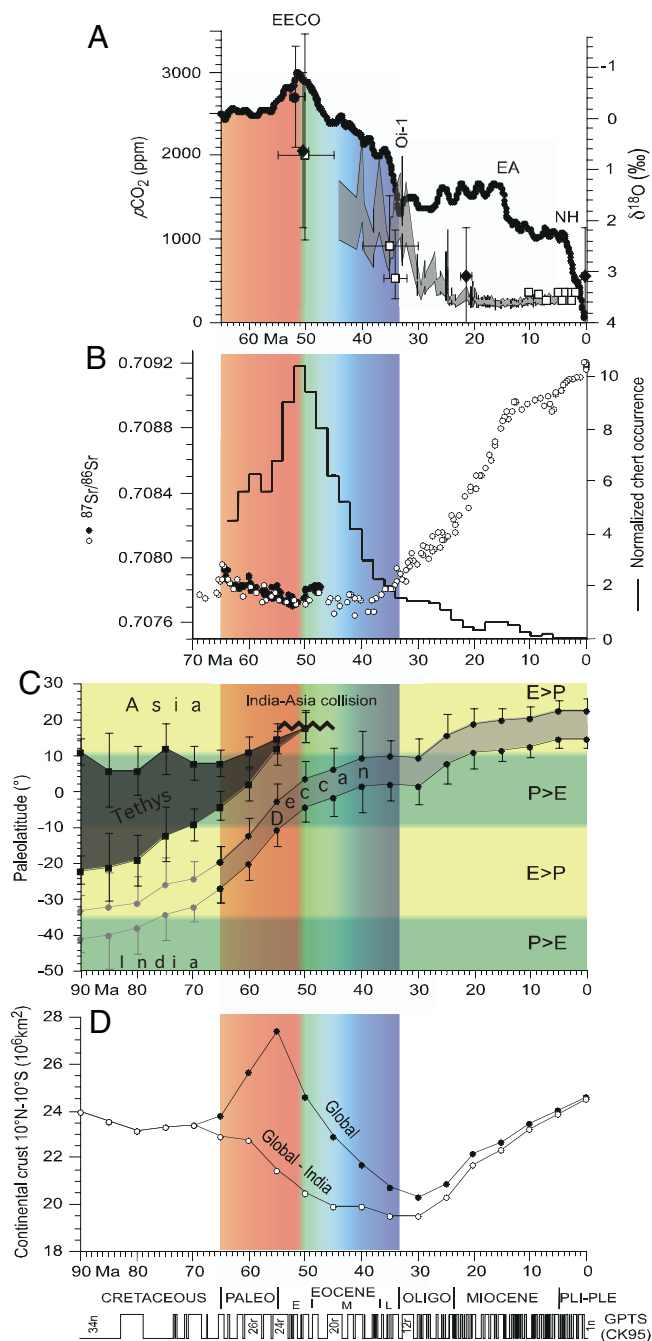 A
EECO
3000
2000
1000
0
pCO2 (ppm)
Oi-1
EA
NH
-1
0
1
2
3
4
δ18O (‰)
60 Ma 50 40 30 20 10 0
B
0.7092
0.7088
0.7084
0.7080
0.7076
87Sr/86Sr
10
8
6
4
2
0
Normalized chert occurrence
70 Ma 60 50 40 30 20 10 0
C
30
20
10
0
-10
-20
-30
-40
-50
Paleolatitude (°)
Asia
India-Asia collision
E>P
Tethys
Deccan
P>E
E>P
India
P>E
90 Ma 80 70 60 50 40 30 20 10 0
D
28
26
24
22
20
18
Continental crust 10°N-10°S (10⁶km²)
Global
Global - India
90 Ma 80 70 60 50 40 30 20 10 0
CRETACEOUS PALEO EOCENE OLIGO MIOCENE PLI-PLE
E M L
34n 26r 24r 20r 12r 1n GPTS
(CK95)